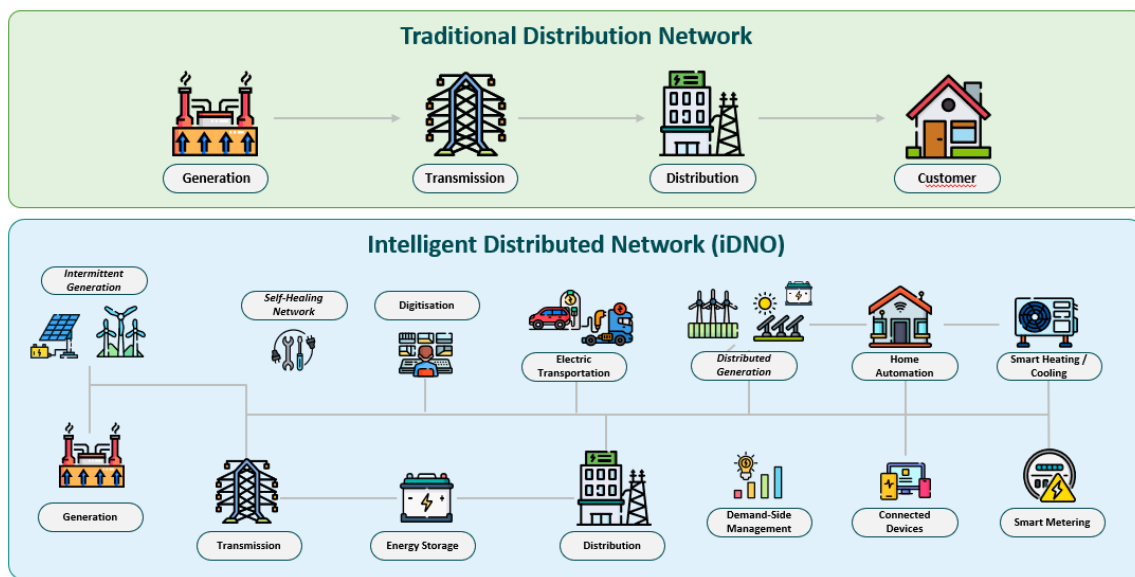 Traditional Distribution Network
Generation
Transmission
Distribution
Customer
Intelligent Distributed Network (iDNO)
Intermittent
Generation
Self-Healing
Network
Digitisation
Electric
Transportation
Distributed
Generation
Home
Automation
Smart Heating /
Cooling
Generation
Transmission
Energy Storage
Distribution
Demand-Side
Management
Connected
Devices
Smart Metering